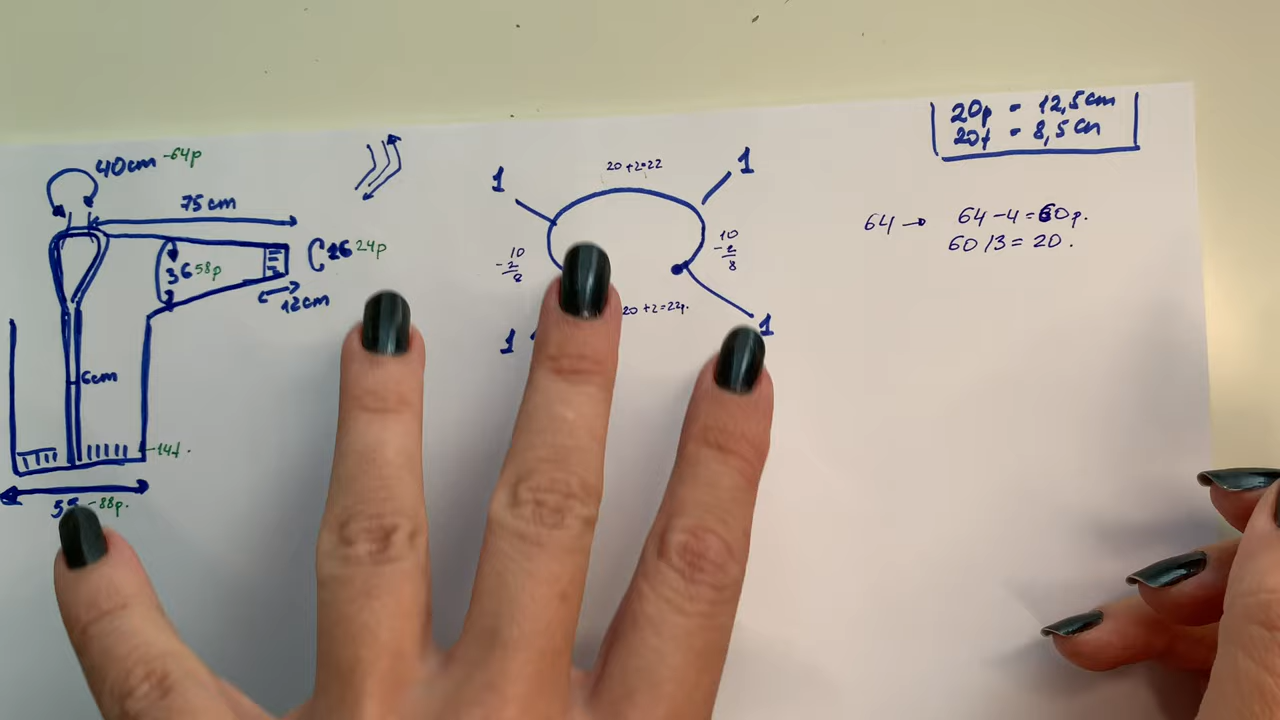 40cm -64p
75 cm
36 58p
26 24p
12cm
6cm
-14f.
-88p.
1
20+2=22
1
10
-2
8
10
-2
8
20+2=22p.
1
1
20p = 12,5cm
20f = 8,5cm
64 → 64-4=60p.
60/3=20.